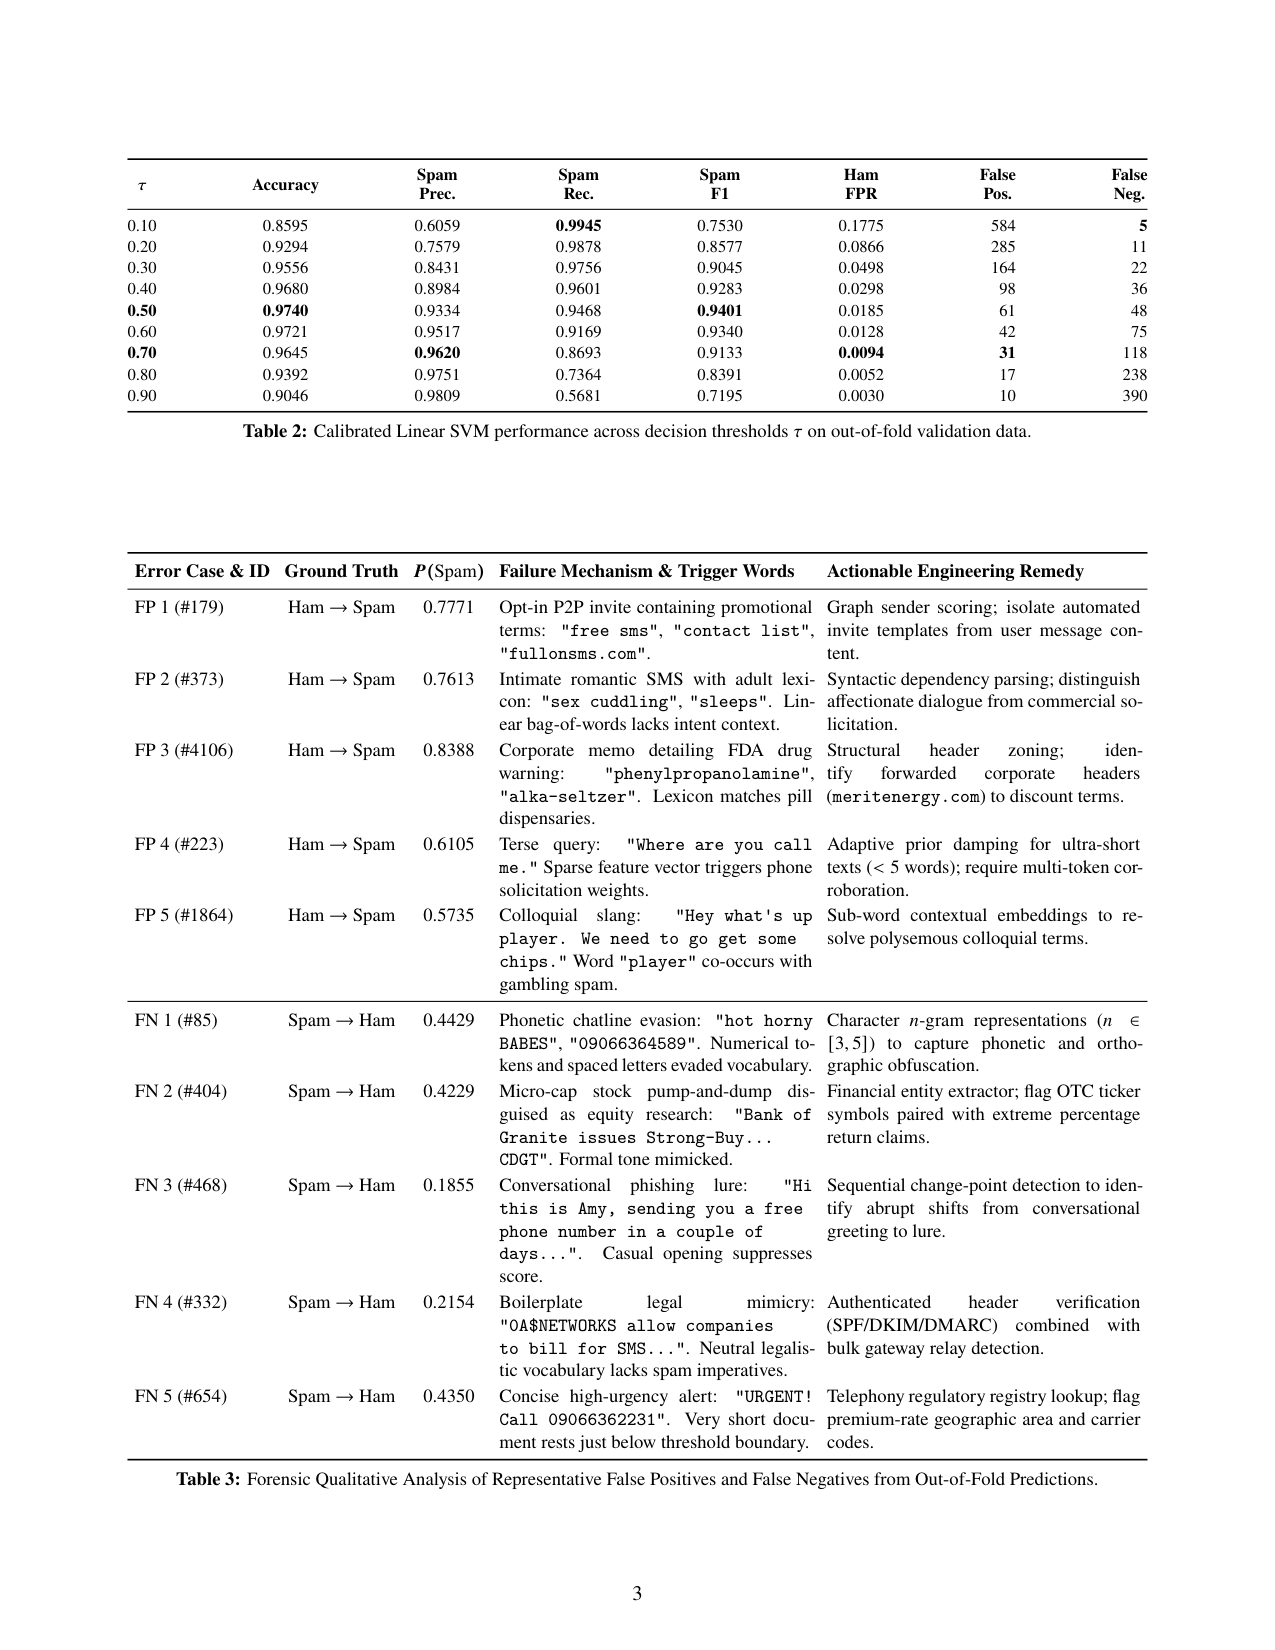 τ Accuracy Spam Prec. Spam Rec. Spam F1 Ham FPR False Pos. False Neg.
0.10 0.8595 0.6059 0.9945 0.7530 0.1775 584 5
0.20 0.9294 0.7579 0.9878 0.8577 0.0866 285 11
0.30 0.9556 0.8431 0.9756 0.9045 0.0498 164 22
0.40 0.9680 0.8984 0.9601 0.9283 0.0298 98 36
0.50 0.9740 0.9334 0.9468 0.9401 0.0185 61 48
0.60 0.9721 0.9517 0.9169 0.9340 0.0128 42 75
0.70 0.9645 0.9620 0.8693 0.9133 0.0094 31 118
0.80 0.9392 0.9751 0.7364 0.8391 0.0052 17 238
0.90 0.9046 0.9809 0.5681 0.7195 0.0030 10 390
Table 2: Calibrated Linear SVM performance across decision thresholds τ on out-of-fold validation data.
Error Case & ID Ground Truth P(Spam) Failure Mechanism & Trigger Words Actionable Engineering Remedy
FP 1 (#179) Ham → Spam 0.7771 Opt-in P2P invite containing promotional Graph sender scoring; isolate automated
terms: "free sms", "contact list", invite templates from user message con-
"fullonsms.com". tent.
FP 2 (#373) Ham → Spam 0.7613 Intimate romantic SMS with adult lexi- Syntactic dependency parsing; distinguish
con: "sex cuddling", "sleeps". Lin- affectionate dialogue from commercial so-
ear bag-of-words lacks intent context. licitation.
FP 3 (#4106) Ham → Spam 0.8388 Corporate memo detailing FDA drug Structural header zoning; iden-
warning: "phenylpropanolamine", tify forwarded corporate headers
"alka-seltzer". Lexicon matches pill (meritenergy.com) to discount terms.
dispensaries.
FP 4 (#223) Ham → Spam 0.6105 Terse query: "Where are you call Adaptive prior damping for ultra-short
me." Sparse feature vector triggers phone texts (< 5 words); require multi-token cor-
solicitation weights. roboration.
FP 5 (#1864) Ham → Spam 0.5735 Colloquial slang: "Hey what's up Sub-word contextual embeddings to re-
player. We need to go get some solve polysemous colloquial terms.
chips." Word "player" co-occurs with
gambling spam.
FN 1 (#85) Spam → Ham 0.4429 Phonetic chatline evasion: "hot horny Character n-gram representations (n ∈
BABES", "09066364589". Numerical to- [3, 5]) to capture phonetic and ortho-
kens and spaced letters evaded vocabulary. graphic obfuscation.
FN 2 (#404) Spam → Ham 0.4229 Micro-cap stock pump-and-dump dis- Financial entity extractor; flag OTC ticker
guised as equity research: "Bank of symbols paired with extreme percentage
Granite issues Strong-Buy... return claims.
CDGT". Formal tone mimicked.
FN 3 (#468) Spam → Ham 0.1855 Conversational phishing lure: "Hi Sequential change-point detection to iden-
this is Amy, sending you a free tify abrupt shifts from conversational
phone number in a couple of greeting to lure.
days...". Casual opening suppresses
score.
FN 4 (#332) Spam → Ham 0.2154 Boilerplate legal mimicry: Authenticated header verification
"0A$NETWORKS allow companies (SPF/DKIM/DMARC) combined with
to bill for SMS...". Neutral legalis- bulk gateway relay detection.
tic vocabulary lacks spam imperatives.
FN 5 (#654) Spam → Ham 0.4350 Concise high-urgency alert: "URGENT! Telephony regulatory registry lookup; flag
Call 09066362231". Very short docu- premium-rate geographic area and carrier
ment rests just below threshold boundary. codes.
Table 3: Forensic Qualitative Analysis of Representative False Positives and False Negatives from Out-of-Fold Predictions.
3